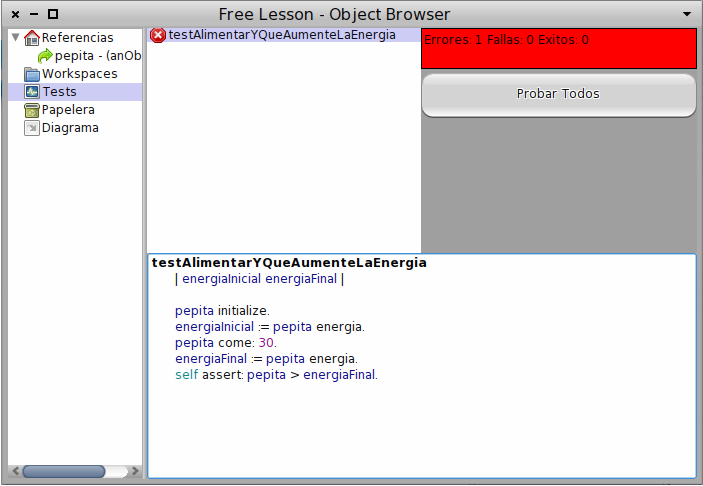 Free Lesson - Object Browser
Referencias
pepita - (anOb
Workspaces
Tests
Papelera
Diagrama
testAlimentarYQueAumenteLaEnergia
Errores: 1 Fallas: 0 Exitos: 0
Probar Todos
testAlimentarYQueAumenteLaEnergia
| energiaInicial energiaFinal |
pepita initialize.
energiaInicial := pepita energia.
pepita come: 30.
energiaFinal := pepita energia.
self assert: pepita > energiaFinal.